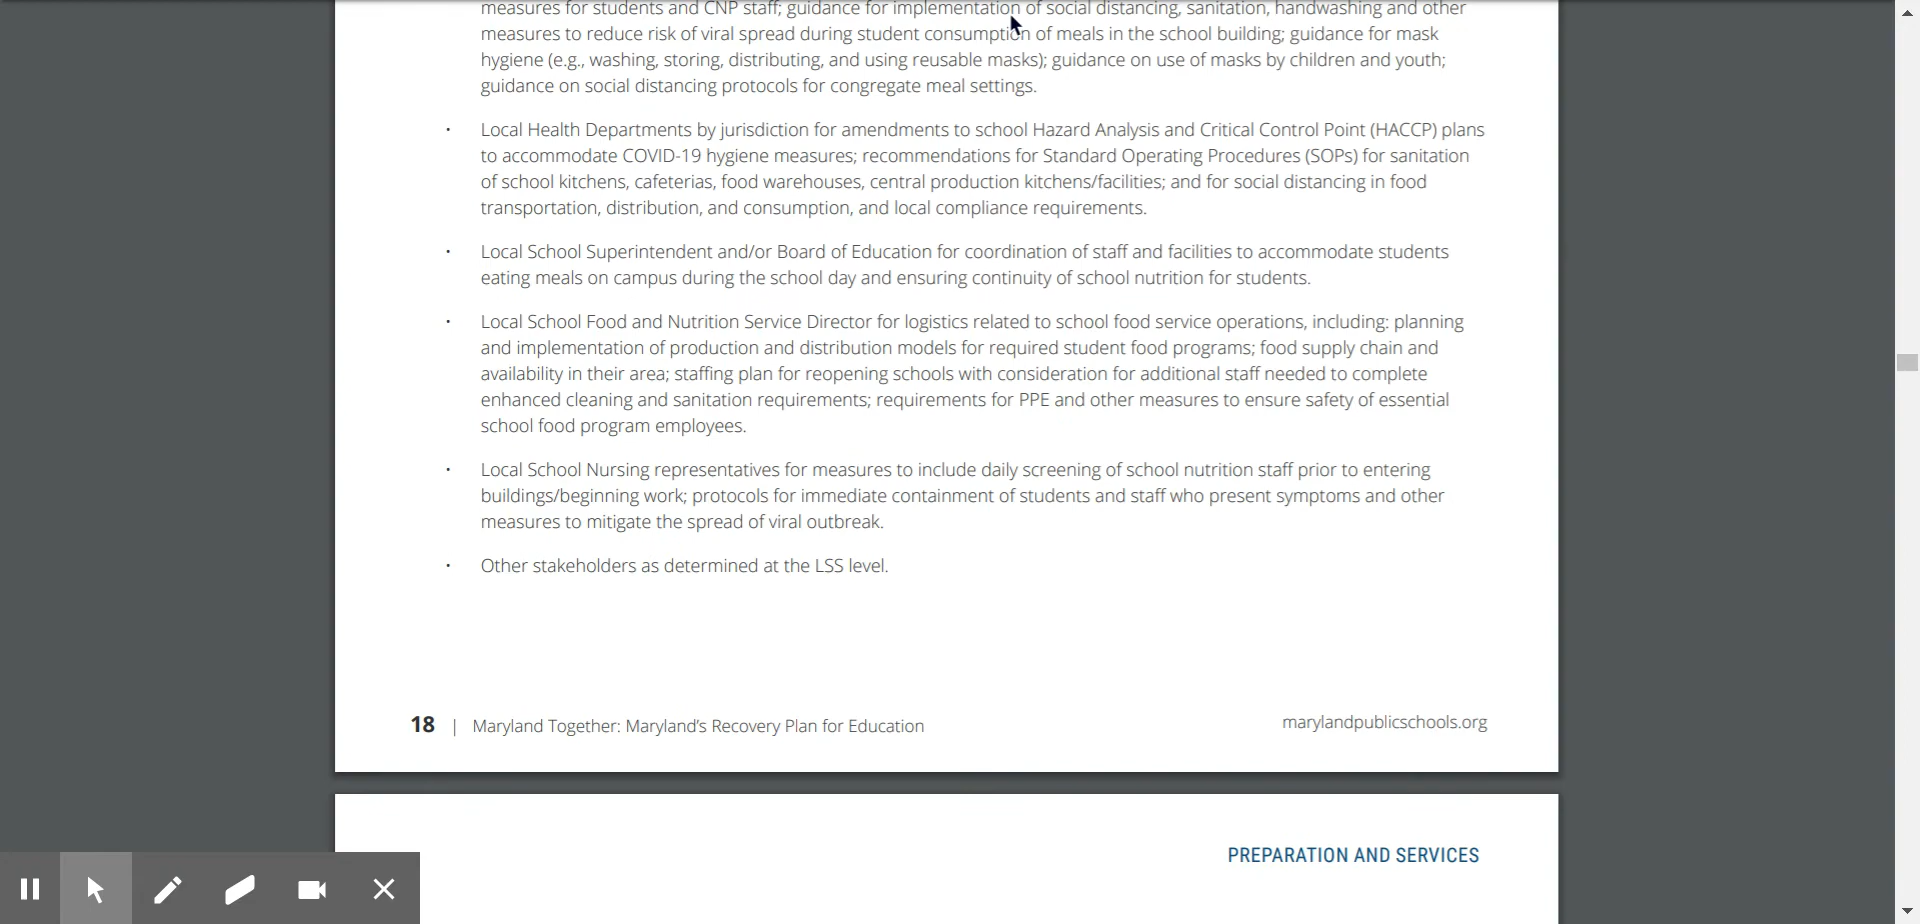 measures for students and CNP staff; guidance for implementation of social distancing, sanitation, handwashing and other
measures to reduce risk of viral spread during student consumption of meals in the school building; guidance for mask
hygiene (e.g., washing, storing, distributing, and using reusable masks); guidance on use of masks by children and youth;
guidance on social distancing protocols for congregate meal settings.
· Local Health Departments by jurisdiction for amendments to school Hazard Analysis and Critical Control Point (HACCP) plans
to accommodate COVID-19 hygiene measures; recommendations for Standard Operating Procedures (SOPs) for sanitation
of school kitchens, cafeterias, food warehouses, central production kitchens/facilities; and for social distancing in food
transportation, distribution, and consumption, and local compliance requirements.
· Local School Superintendent and/or Board of Education for coordination of staff and facilities to accommodate students
eating meals on campus during the school day and ensuring continuity of school nutrition for students.
· Local School Food and Nutrition Service Director for logistics related to school food service operations, including: planning
and implementation of production and distribution models for required student food programs; food supply chain and
availability in their area; staffing plan for reopening schools with consideration for additional staff needed to complete
enhanced cleaning and sanitation requirements; requirements for PPE and other measures to ensure safety of essential
school food program employees.
· Local School Nursing representatives for measures to include daily screening of school nutrition staff prior to entering
buildings/beginning work; protocols for immediate containment of students and staff who present symptoms and other
measures to mitigate the spread of viral outbreak.
· Other stakeholders as determined at the LSS level.
18 | Maryland Together: Maryland's Recovery Plan for Education
marylandpublicschools.org
PREPARATION AND SERVICES